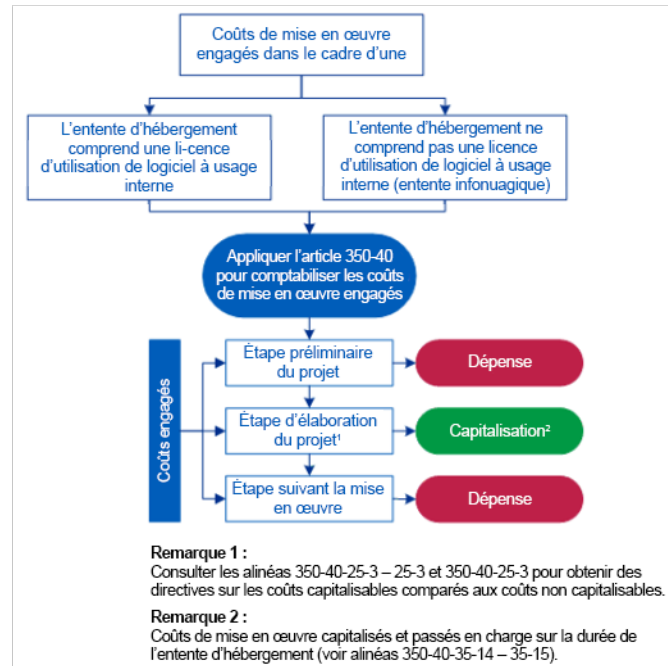 Coûts de mise en œuvre
engagés dans le cadre d’une
L’entente d’hébergement
comprend une li-cence
d’utilisation de logiciel à usage
interne
L’entente d’hébergement ne
comprend pas une licence
d’utilisation de logiciel à usage
interne (entente infonuagique)
Appliquer l’article 350-40
pour comptabiliser les coûts
de mise en œuvre engagés
Coûts engagés
Étape préliminaire
du projet
Dépense
Étape d’élaboration
du projet¹
Capitalisation²
Étape suivant la mise
en œuvre
Dépense
Remarque 1 :
Consulter les alinéas 350-40-25-3 – 25-3 et 350-40-25-3 pour obtenir des
directives sur les coûts capitalisables comparés aux coûts non capitalisables.
Remarque 2 :
Coûts de mise en œuvre capitalisés et passés en charge sur la durée de
l’entente d’hébergement (voir alinéas 350-40-35-14 – 35-15).